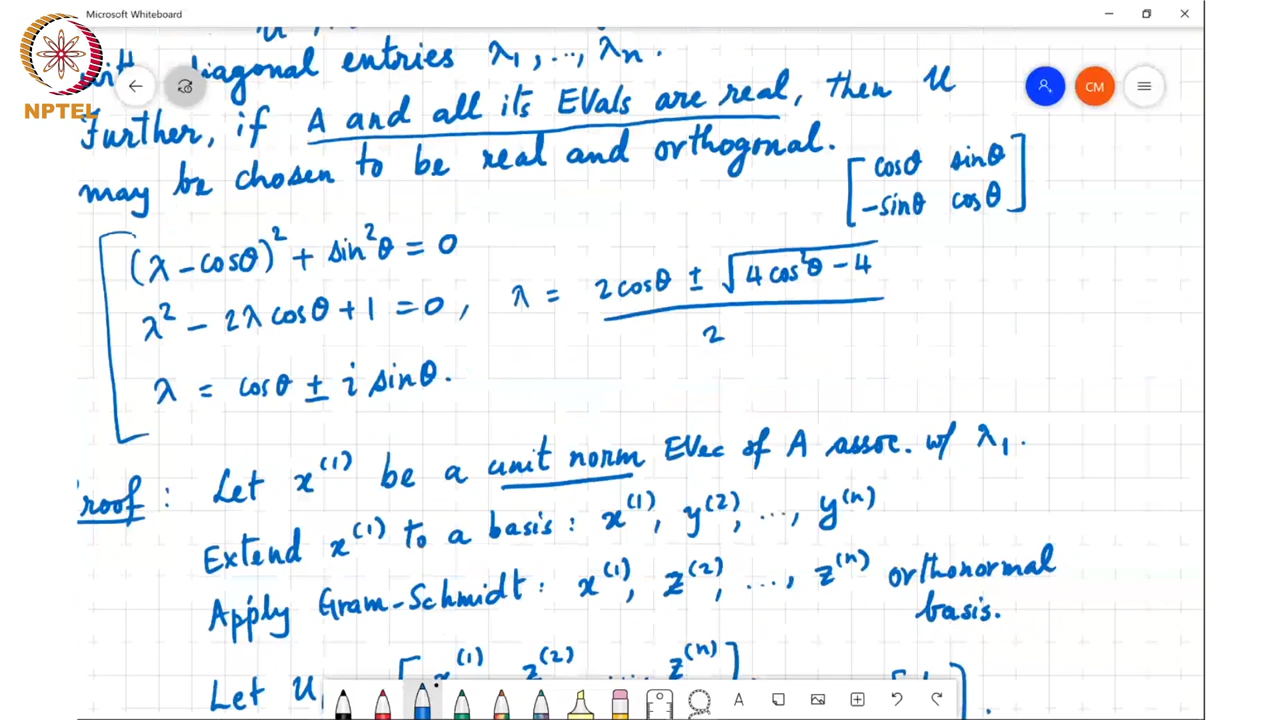 Microsoft Whiteboard
NPTEL
CM
diagonal entries λ₁, .., λₙ.
Further, if A and all its EVals are real, then U
may be chosen to be real and orthogonal.
[cosθ sinθ
-sinθ cosθ]
(λ - cosθ)² + sin²θ = 0
λ² - 2λ cosθ + 1 = 0, λ = (2cosθ ± √(4cos²θ - 4)) / 2
λ = cosθ ± i sinθ.
roof: Let x⁽¹⁾ be a unit norm EVec of A assoc. w/ λ₁.
Extend x⁽¹⁾ to a basis: x⁽¹⁾, y⁽²⁾, ..., y⁽ⁿ⁾
Apply Gram-Schmidt: x⁽¹⁾, z⁽²⁾, ..., z⁽ⁿ⁾ orthonormal
basis.
Let U [x⁽¹⁾ z⁽²⁾ ... z⁽ⁿ⁾]
A